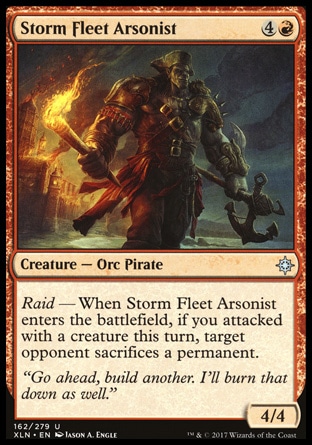 Storm Fleet Arsonist 4
Creature — Orc Pirate
Raid — When Storm Fleet Arsonist
enters the battlefield, if you attacked
with a creature this turn, target
opponent sacrifices a permanent.
“Go ahead, build another. I’ll burn that
down as well.”
4/4
162/279 U
XLN • EN Jason A. Engle ™ & © 2017 Wizards of the Coast